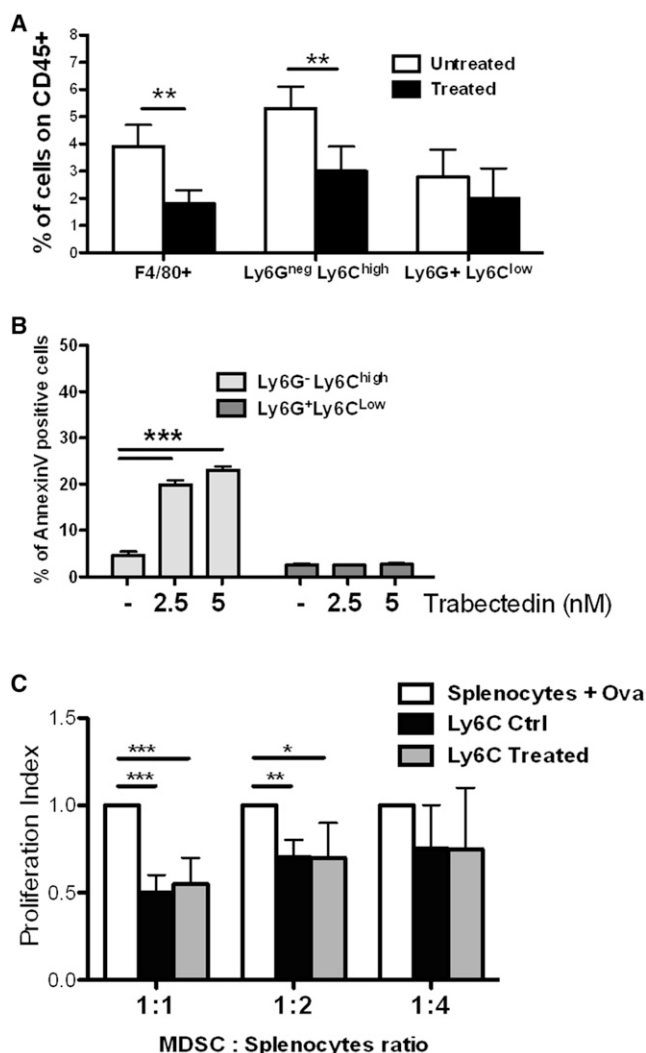 A
% of cells on CD45+
8
7
6
5
4
3
2
1
0
**
**
Untreated
Treated
F4/80+
Ly6Gneg Ly6Chigh
Ly6G+ Ly6Clow
B
% of AnnexinV positive cells
50
40
30
20
10
0
***
Ly6G- Ly6Chigh
Ly6G+Ly6CLow
- 2.5 5 - 2.5 5 Trabectedin (nM)
C
Proliferation Index
1.5
1.0
0.5
0.0
***
***
*
**
Splenocytes + Ova
Ly6C Ctrl
Ly6C Treated
1:1 1:2 1:4
MDSC : Splenocytes ratio